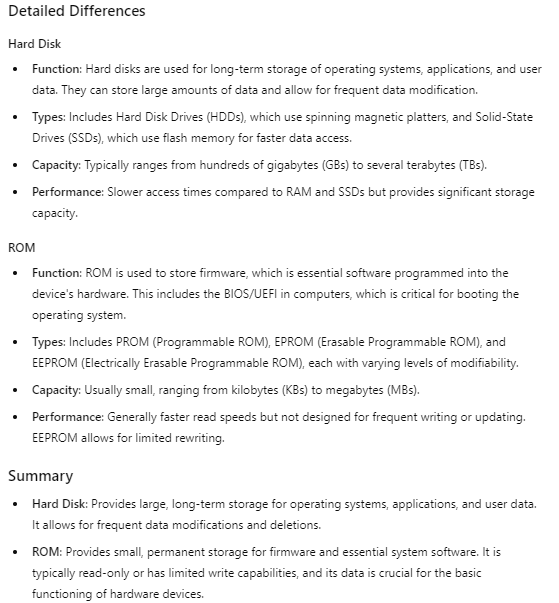 Detailed Differences
Hard Disk
• Function: Hard disks are used for long-term storage of operating systems, applications, and user
data. They can store large amounts of data and allow for frequent data modification.
• Types: Includes Hard Disk Drives (HDDs), which use spinning magnetic platters, and Solid-State
Drives (SSDs), which use flash memory for faster data access.
• Capacity: Typically ranges from hundreds of gigabytes (GBs) to several terabytes (TBs).
• Performance: Slower access times compared to RAM and SSDs but provides significant storage
capacity.
ROM
• Function: ROM is used to store firmware, which is essential software programmed into the
device's hardware. This includes the BIOS/UEFI in computers, which is critical for booting the
operating system.
• Types: Includes PROM (Programmable ROM), EPROM (Erasable Programmable ROM), and
EEPROM (Electrically Erasable Programmable ROM), each with varying levels of modifiability.
• Capacity: Usually small, ranging from kilobytes (KBs) to megabytes (MBs).
• Performance: Generally faster read speeds but not designed for frequent writing or updating.
EEPROM allows for limited rewriting.
Summary
• Hard Disk: Provides large, long-term storage for operating systems, applications, and user data.
It allows for frequent data modifications and deletions.
• ROM: Provides small, permanent storage for firmware and essential system software. It is
typically read-only or has limited write capabilities, and its data is crucial for the basic
functioning of hardware devices.